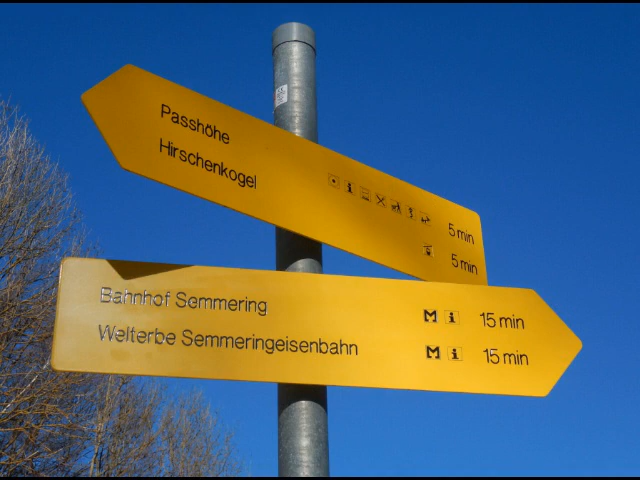 Passhöhe 5 min
Hirschenkogel 5 min
Bahnhof Semmering M i 15 min
Welterbe Semmeringeisenbahn M i 15 min